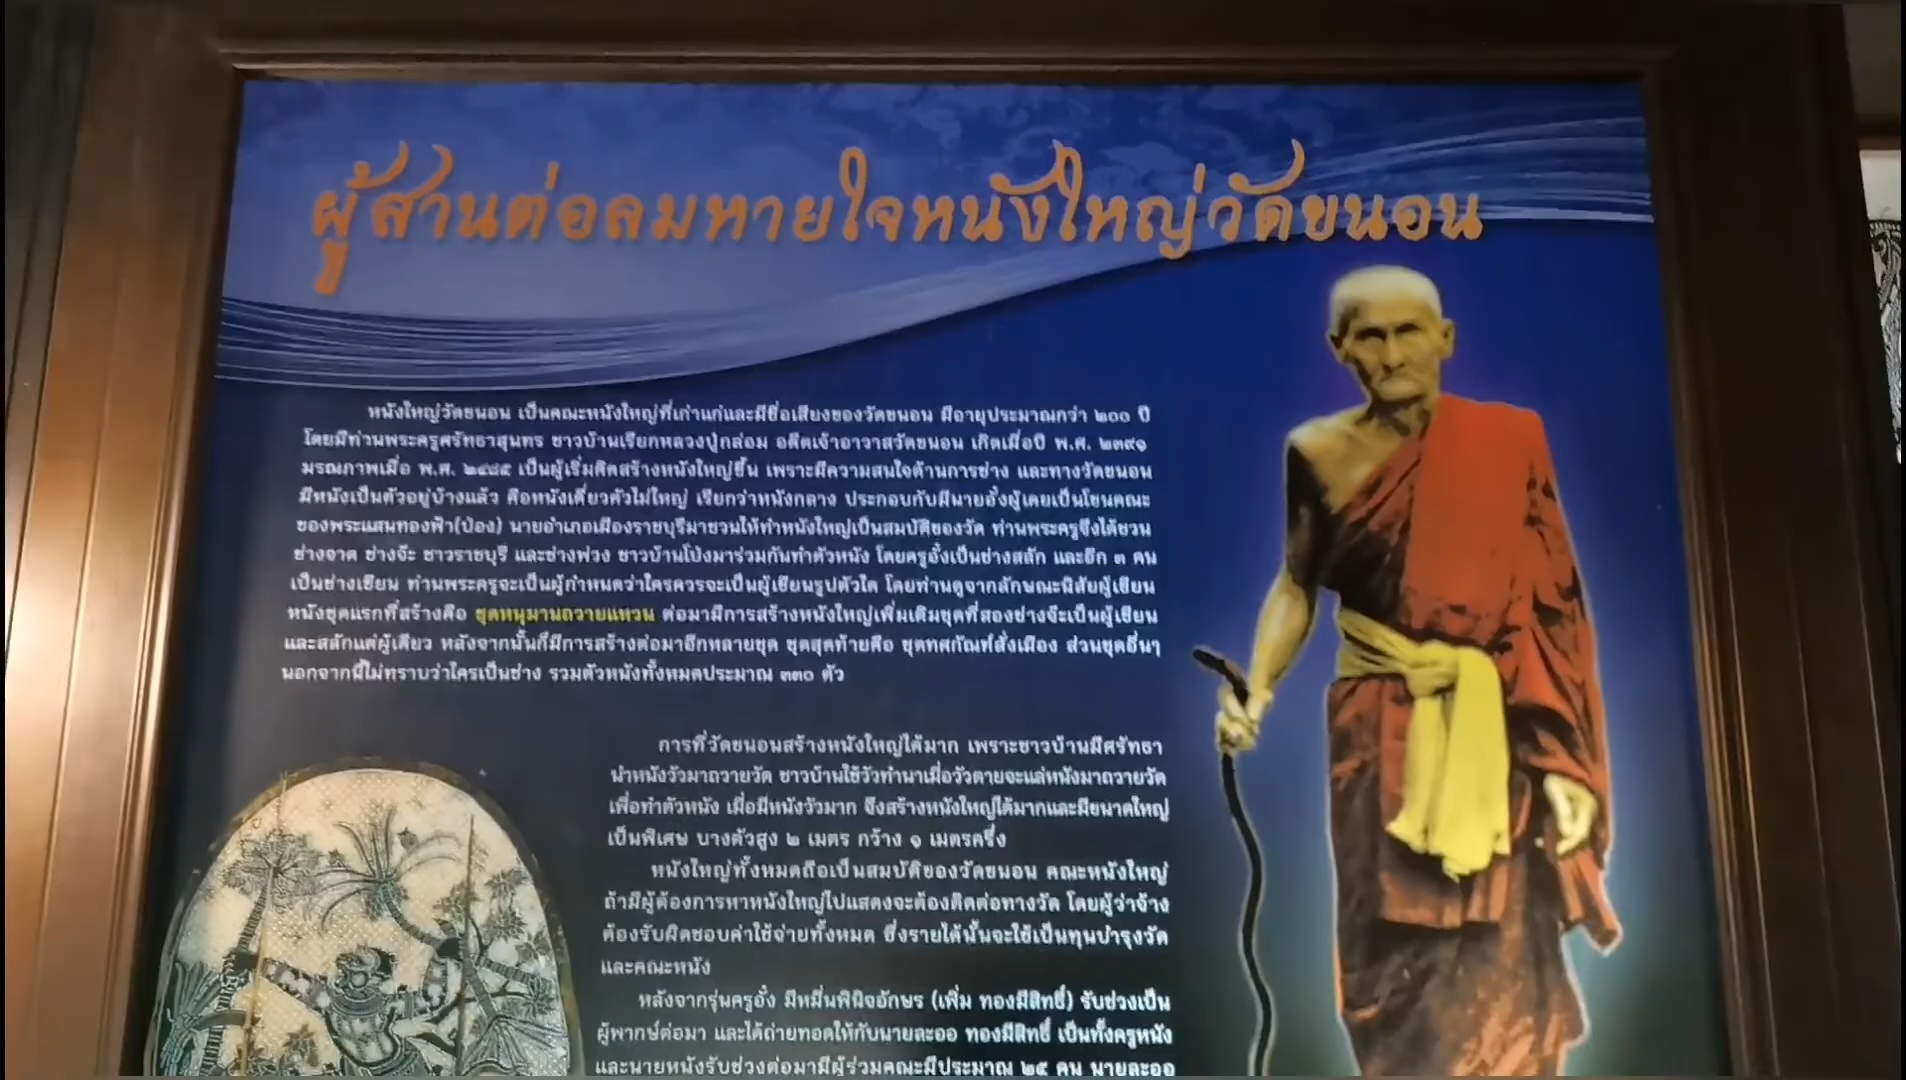 ผู้สานต่อลมหายใจหนังใหญ่วัดขนอน
หนังใหญ่วัดขนอน เป็นคณะหนังใหญ่ที่เก่าแก่และมีชื่อเสียงของวัดขนอน มีอายุประมาณกว่า ๒๐๐ ปี
โดยมีท่านพระครูศรัทธาสุนทร ชาวบ้านเรียกหลวงปู่กล่อม อดีตเจ้าอาวาสวัดขนอน เกิดเมื่อปี พ.ศ. ๒๓๙๑
มรณภาพเมื่อ พ.ศ. ๒๔๘๕ เป็นผู้เริ่มคิดสร้างหนังใหญ่ขึ้น เพราะมีความสนใจด้านการช่าง และทางวัดขนอน
มีหนังเป็นตัวอยู่บ้างแล้ว คือหนังเดี่ยวตัวไม่ใหญ่ เรียกว่าหนังกลาง ประกอบกับมีนายอั๋งผู้เคยเป็นโขนคณะ
ของพระแสนทองฟ้า(ป่อง) นายอำเภอเมืองราชบุรีมาชวนให้ทำหนังใหญ่เป็นสมบัติของวัด ท่านพระครูจึงได้ชวน
ช่างจาด ช่างจ๊ะ ชาวราชบุรี และช่างพ่วง ชาวบ้านโป่งมาร่วมกันทำตัวหนัง โดยครูอั๋งเป็นช่างสลัก และอีก ๓ คน
เป็นช่างเขียน ท่านพระครูจะเป็นผู้กำหนดว่าใครควรจะเป็นผู้เขียนรูปตัวใด โดยท่านดูจากลักษณะนิสัยผู้เขียน
หนังชุดแรกที่สร้างคือ ชุดหนุมานถวายแหวน ต่อมามีการสร้างหนังใหญ่เพิ่มเติมชุดที่สองช่างจ๊ะเป็นผู้เขียน
และสลักแต่ผู้เดียว หลังจากนั้นก็มีการสร้างต่อมาอีกหลายชุด ชุดสุดท้ายคือ ชุดทศกัณฑ์สั่งเมือง ส่วนชุดอื่นๆ
นอกจากนี้ไม่ทราบว่าใครเป็นช่าง รวมตัวหนังทั้งหมดประมาณ ๓๓๐ ตัว
การที่วัดขนอนสร้างหนังใหญ่ได้มาก เพราะชาวบ้านมีศรัทธา
นำหนังวัวมาถวายวัด ชาวบ้านใช้วัวทำนาเมื่อวัวตายจะแล่หนังมาถวายวัด
เพื่อทำตัวหนัง เมื่อมีหนังวัวมาก จึงสร้างหนังใหญ่ได้มากและมีขนาดใหญ่
เป็นพิเศษ บางตัวสูง ๒ เมตร กว้าง ๑ เมตรครึ่ง
หนังใหญ่ทั้งหมดถือเป็นสมบัติของวัดขนอน คณะหนังใหญ่
ถ้ามีผู้ต้องการหาหนังใหญ่ไปแสดงจะต้องติดต่อทางวัด โดยผู้ว่าจ้าง
ต้องรับผิดชอบค่าใช้จ่ายทั้งหมด ซึ่งรายได้นั้นจะใช้เป็นทุนบำรุงวัด
และคณะหนัง
หลังจากรุ่นครูอั๋ง มีหมื่นพินิจอักษร (เพิ่ม ทองมีสิทธิ์) รับช่วงเป็น
ผู้พากษ์ต่อมา และได้ถ่ายทอดให้กับนายละออ ทองมีสิทธิ์ เป็นทั้งครูหนัง
และนายหนังรับช่วงต่อมามีผู้ร่วมคณะมีประมาณ ๒๕ คน นายละออ